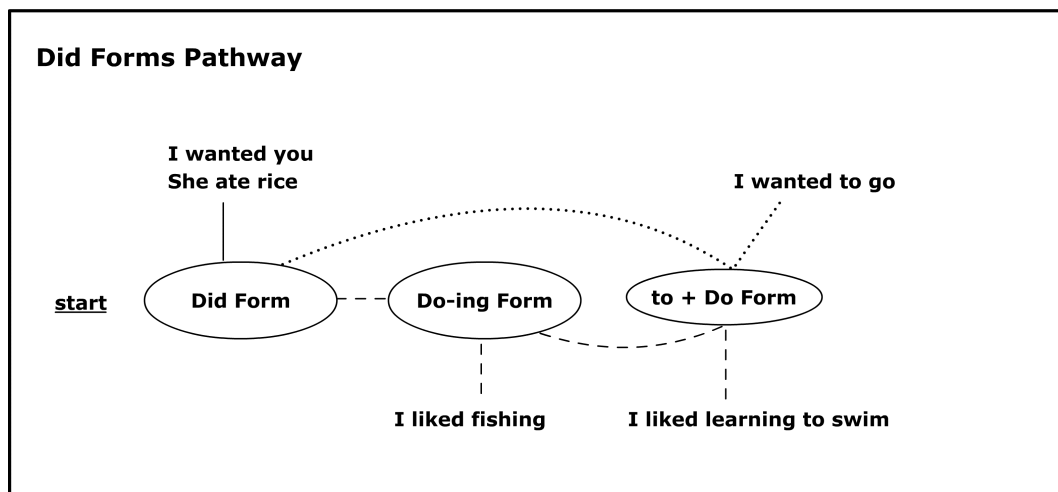 Did Forms Pathway
I wanted you
She ate rice
I wanted to go
start
Did Form
Do-ing Form
to + Do Form
I liked fishing
I liked learning to swim